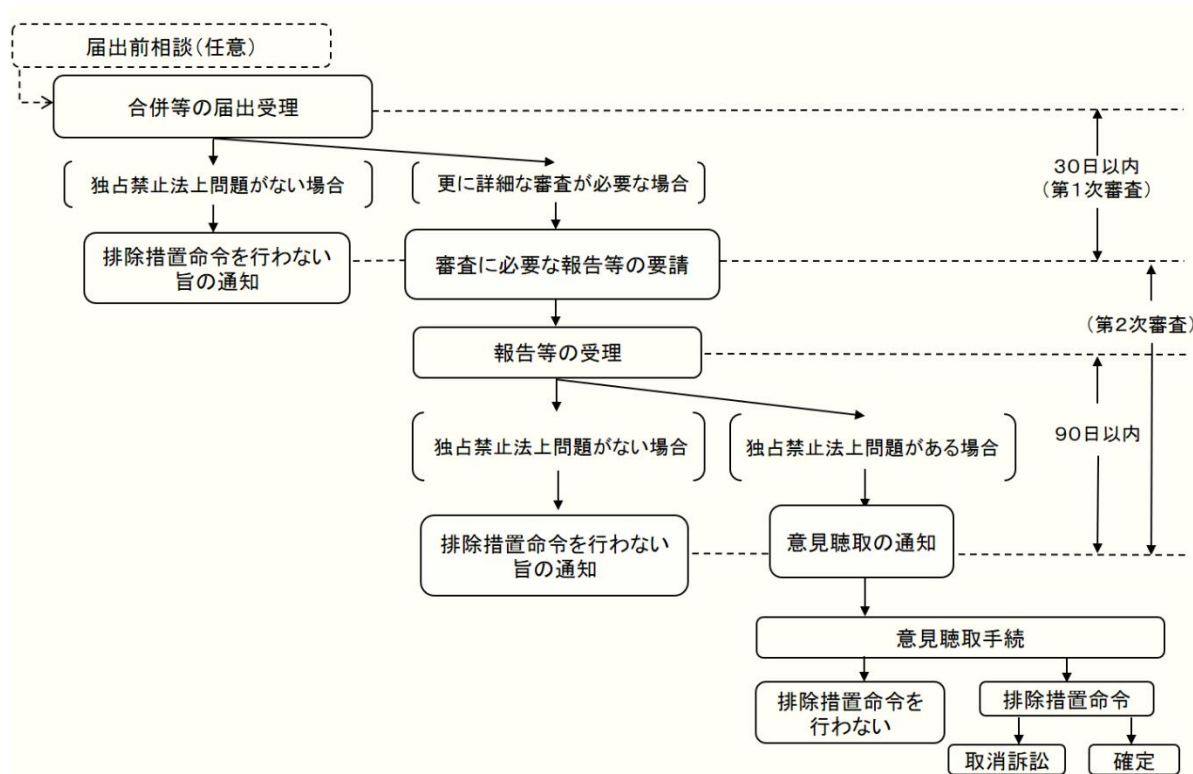 届出前相談(任意)
合併等の届出受理
独占禁止法上問題がない場合
更に詳細な審査が必要な場合
30日以内
(第1次審査)
排除措置命令を行わない
旨の通知
審査に必要な報告等の要請
(第2次審査)
報告等の受理
独占禁止法上問題がない場合
独占禁止法上問題がある場合
90日以内
排除措置命令を行わない
旨の通知
意見聴取の通知
意見聴取手続
排除措置命令を
行わない
排除措置命令
取消訴訟
確定